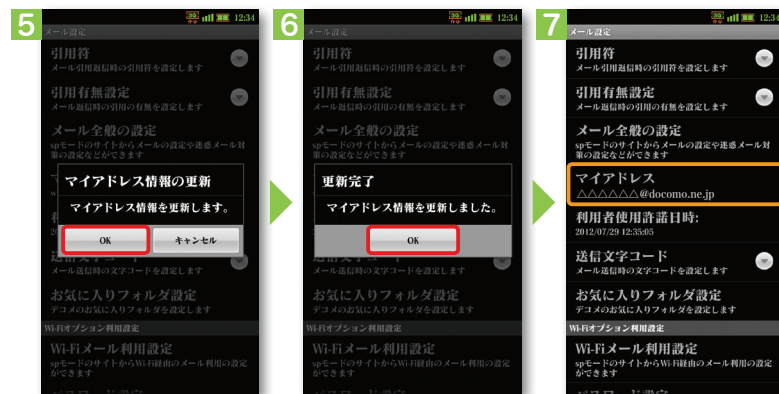 5
12:34
メール設定
引用符
メール引用返信時の引用符を設定します
引用有無設定
メール返信時の引用の有無を設定します
メール全般の設定
spモードのサイトからメールの設定や迷惑メール対
策の設定などができます
マイアドレス情報の更新
マイアドレス情報を更新します。
OK
キャンセル
メール送信時の文字コードを設定します
お気に入りフォルダ設定
デコメのお気に入りフォルダを設定します
Wi-Fiオプション利用設定
Wi-Fiメール利用設定
spモードのサイトからWi-Fi経由のメール利用の設定
ができます
6
12:34
メール設定
引用符
メール引用返信時の引用符を設定します
引用有無設定
メール返信時の引用の有無を設定します
メール全般の設定
spモードのサイトからメールの設定や迷惑メール対
策の設定などができます
更新完了
マイアドレス情報を更新しました。
OK
メール送信時の文字コードを設定します
お気に入りフォルダ設定
デコメのお気に入りフォルダを設定します
Wi-Fiオプション利用設定
Wi-Fiメール利用設定
spモードのサイトからWi-Fi経由のメール利用の設定
ができます
7
12:34
メール設定
引用符
メール引用返信時の引用符を設定します
引用有無設定
メール返信時の引用の有無を設定します
メール全般の設定
spモードのサイトからメールの設定や迷惑メール対
策の設定などができます
マイアドレス
△△△△△△@docomo.ne.jp
利用者使用許諾日時:
2012/07/29 12:35:05
送信文字コード
メール送信時の文字コードを設定します
お気に入りフォルダ設定
デコメのお気に入りフォルダを設定します
Wi-Fiオプション利用設定
Wi-Fiメール利用設定
spモードのサイトからWi-Fi経由のメール利用の設定
ができます